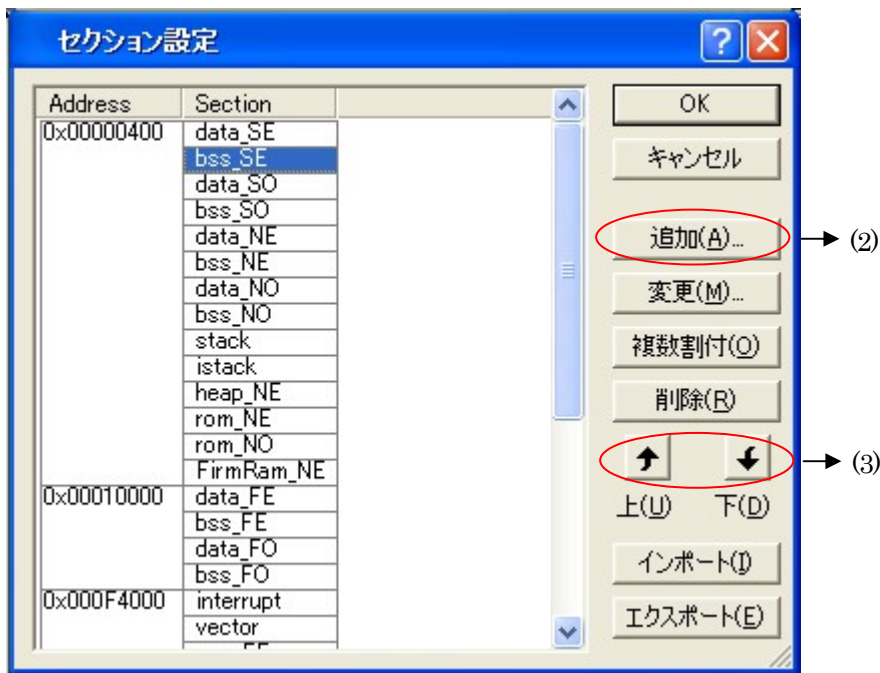 セクション設定
Address Section
0x00000400 data_SE
bss_SE
data_SO
bss_SO
data_NE
bss_NE
data_NO
bss_NO
stack
istack
heap_NE
rom_NE
rom_NO
FirmRam_NE
0x00010000 data_FE
bss_FE
data_FO
bss_FO
0x000F4000 interrupt
vector
OK
キャンセル
追加(A)...
(2)
変更(M)...
複数割付(O)
削除(R)
(3)
上(U) 下(D)
インポート(I)
エクスポート(E)